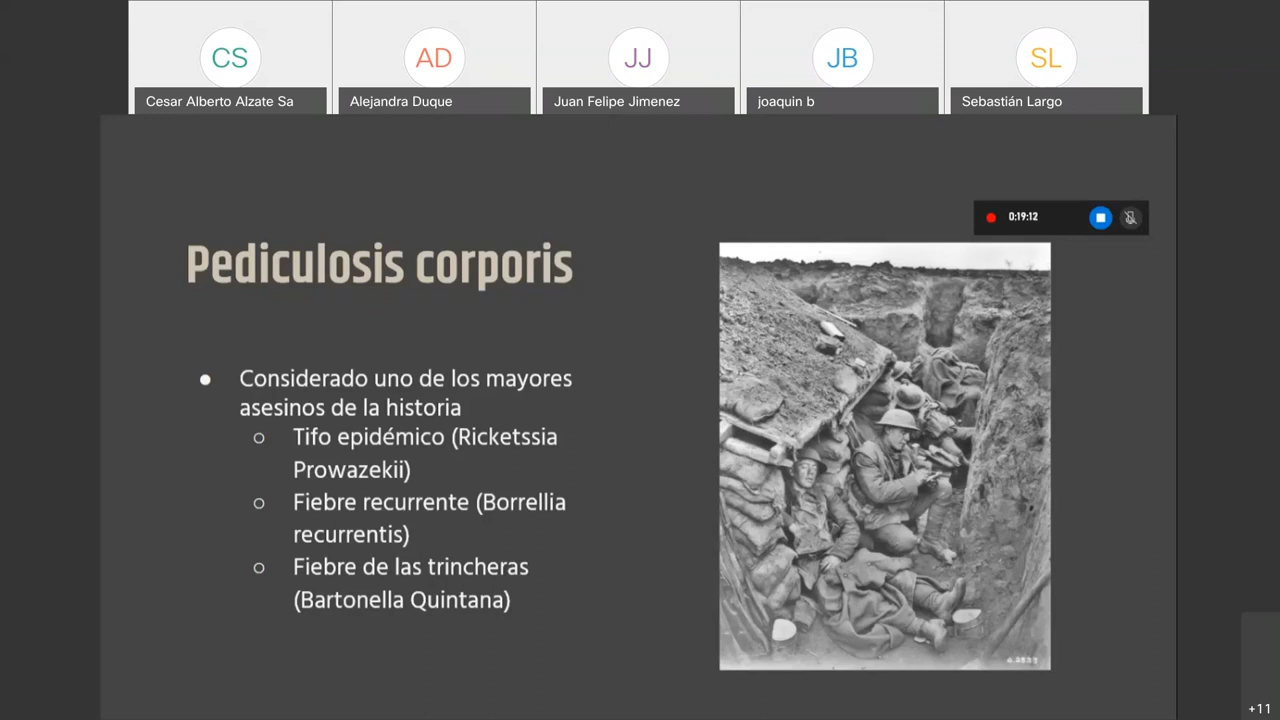 CS AD JJ JB SL
Cesar Alberto Alzate Sa Alejandra Duque Juan Felipe Jimenez joaquin b Sebastián Largo
0:19:12
Pediculosis corporis
Considerado uno de los mayores
asesinos de la historia
Tifo epidémico (Ricketssia
Prowazekii)
Fiebre recurrente (Borrellia
recurrentis)
Fiebre de las trincheras
(Bartonella Quintana)
+11